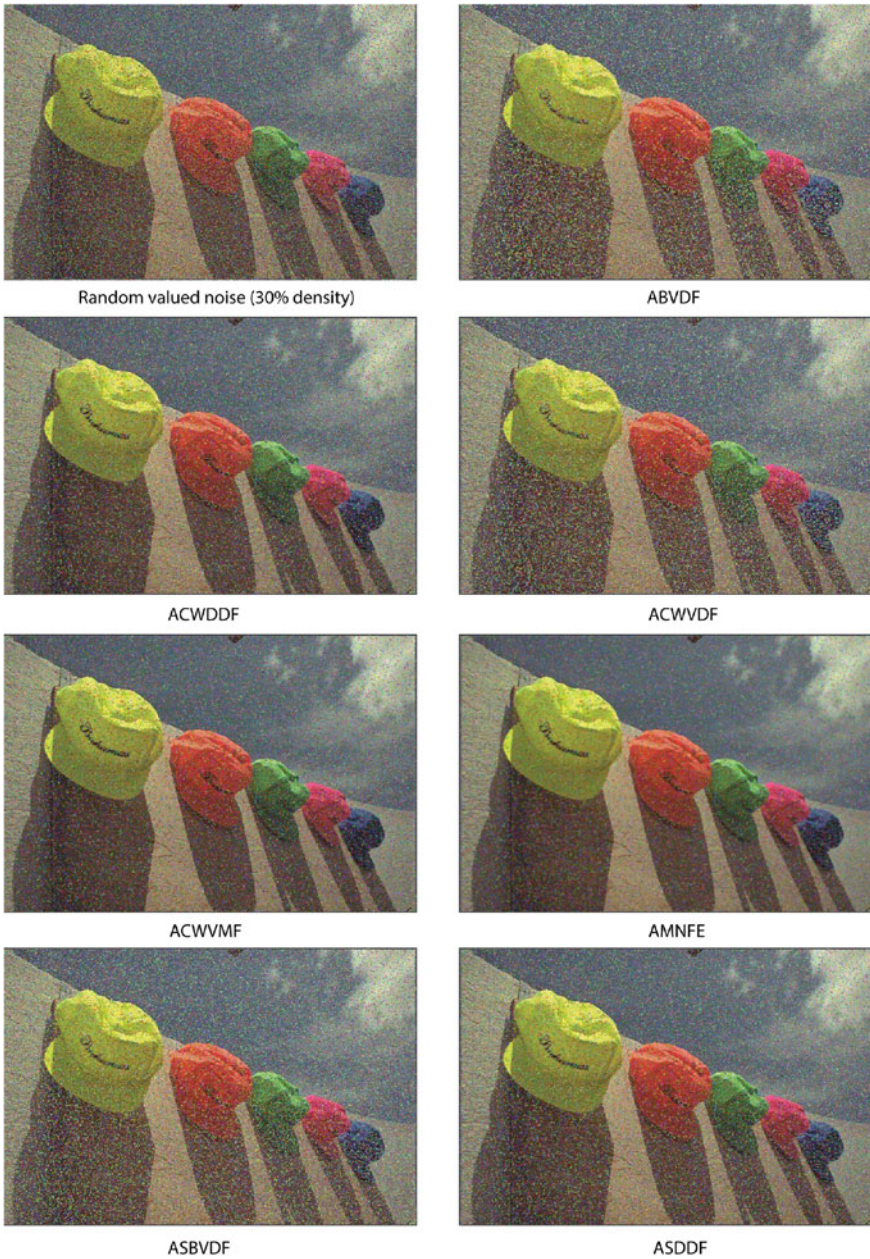 Random valued noise (30% density)
ABVDF
ACWDDF
ACWVDF
ACWVMF
AMNFE
ASBVDF
ASDDF